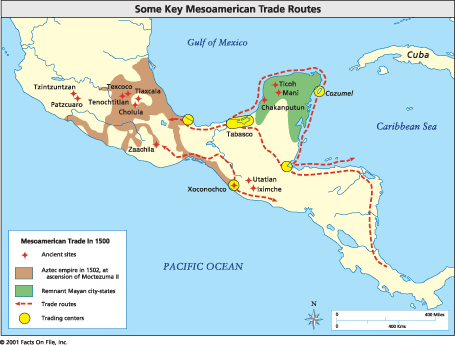 Some Key Mesoamerican Trade Routes
Gulf of Mexico
Cuba
Tzintzuntzan
Patzcuaro
Texcoco
Tlaxcala
Tenochtitlan
Cholula
Ticoh
Mani
Chakanputun
Cozumel
Tabasco
Caribbean Sea
Zaachila
Xoconochco
Utatlan
Iximche
Mesoamerican Trade In 1500
Ancient sites
Aztec empire in 1502, at
ascension of Moctezuma II
Remnant Mayan city-states
Trade routes
Trading centers
PACIFIC OCEAN
N
0 400 Miles
0 400 Kms
© 2001 Facts On File, Inc.